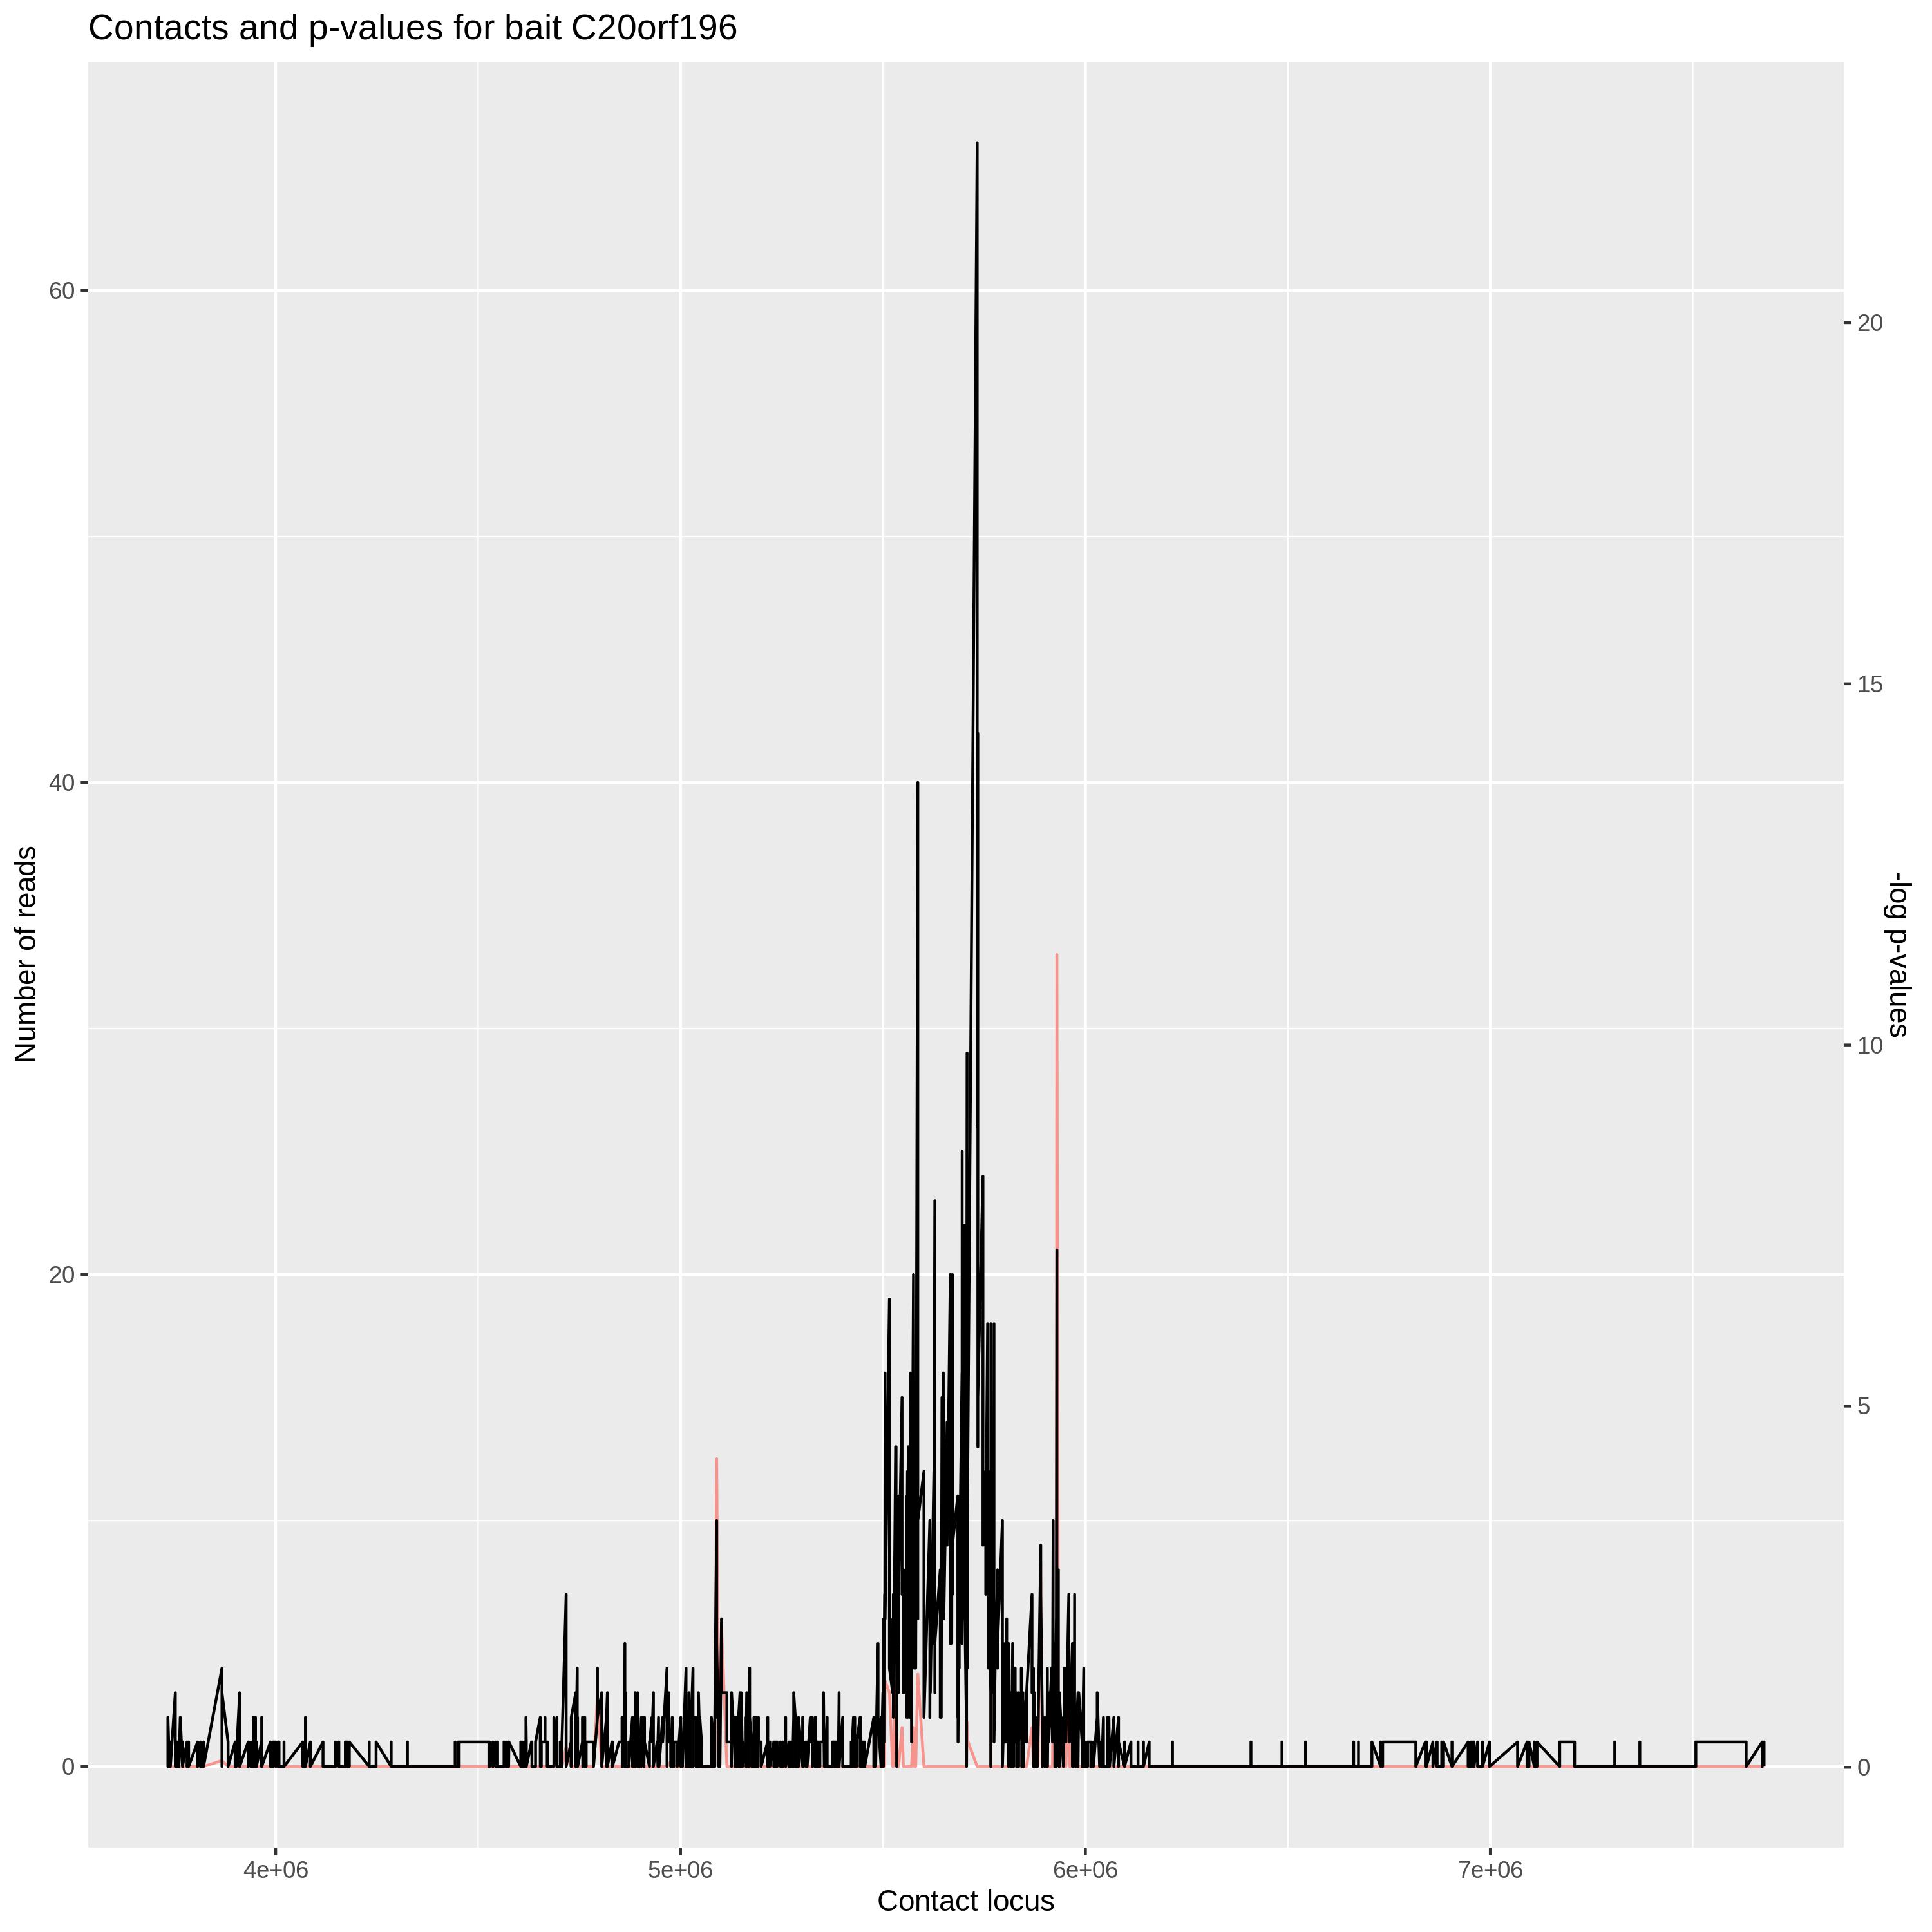 Contacts and p-values for bait C20orf196
60
40
20
0
Number of reads
20
15
10
5
0
-log p-values
4e+06
5e+06
6e+06
7e+06
Contact locus